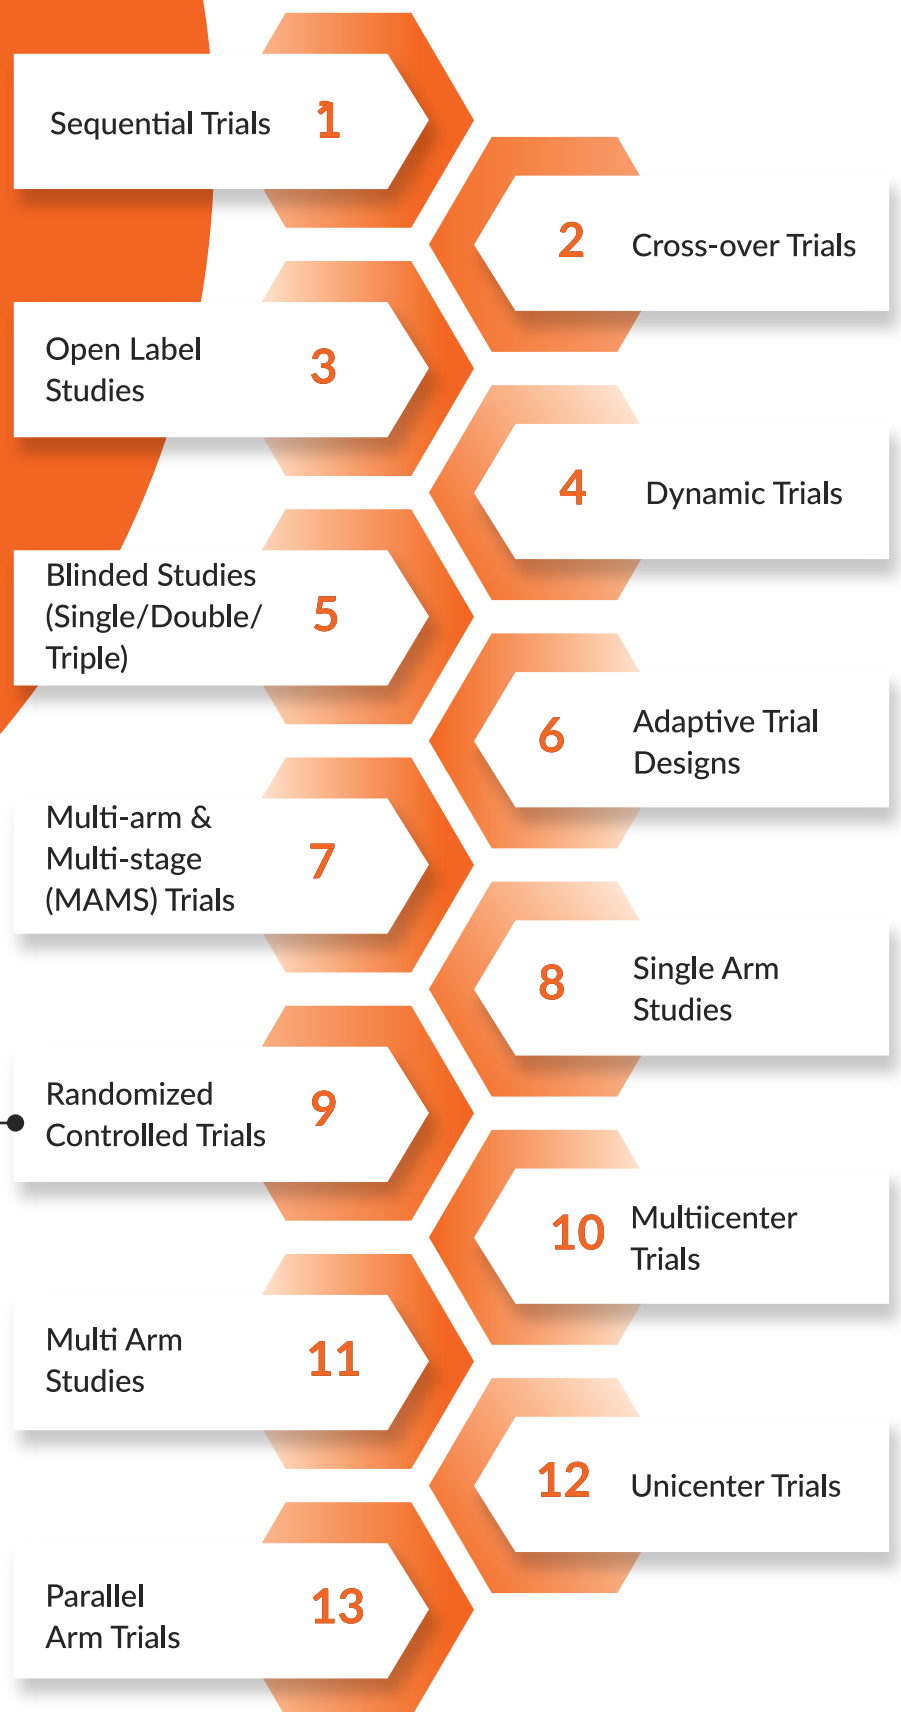 Sequential Trials 1
2 Cross-over Trials
Open Label
Studies
3
4 Dynamic Trials
Blinded Studies
(Single/Double/
Triple)
5
6
Adaptive Trial
Designs
Multi-arm &
Multi-stage
(MAMS) Trials
7
8
Single Arm
Studies
Randomized
Controlled Trials
9
10
Multiicenter
Trials
Multi Arm
Studies
11
12 Unicenter Trials
Parallel
Arm Trials
13